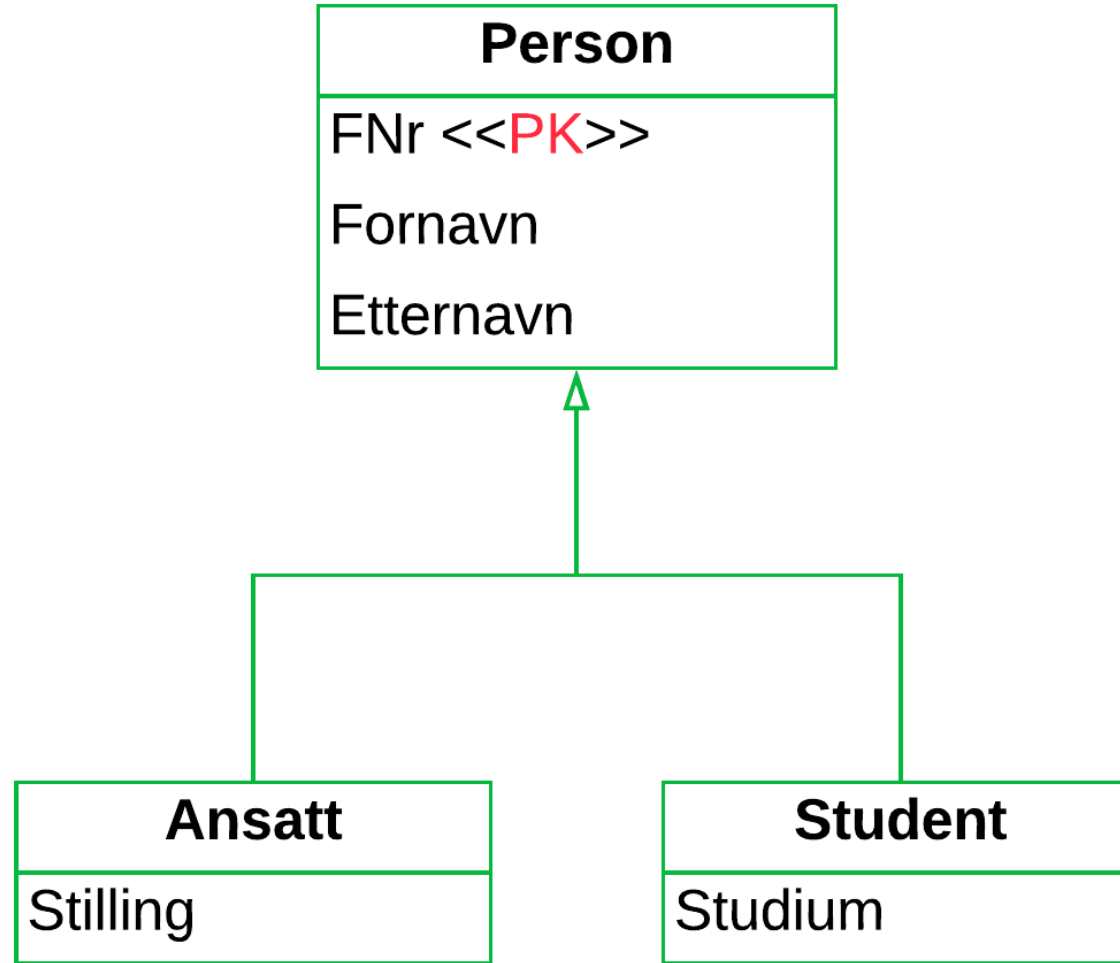 Person
FNr <<PK>>
Fornavn
Etternavn
Ansatt
Stilling
Student
Studium